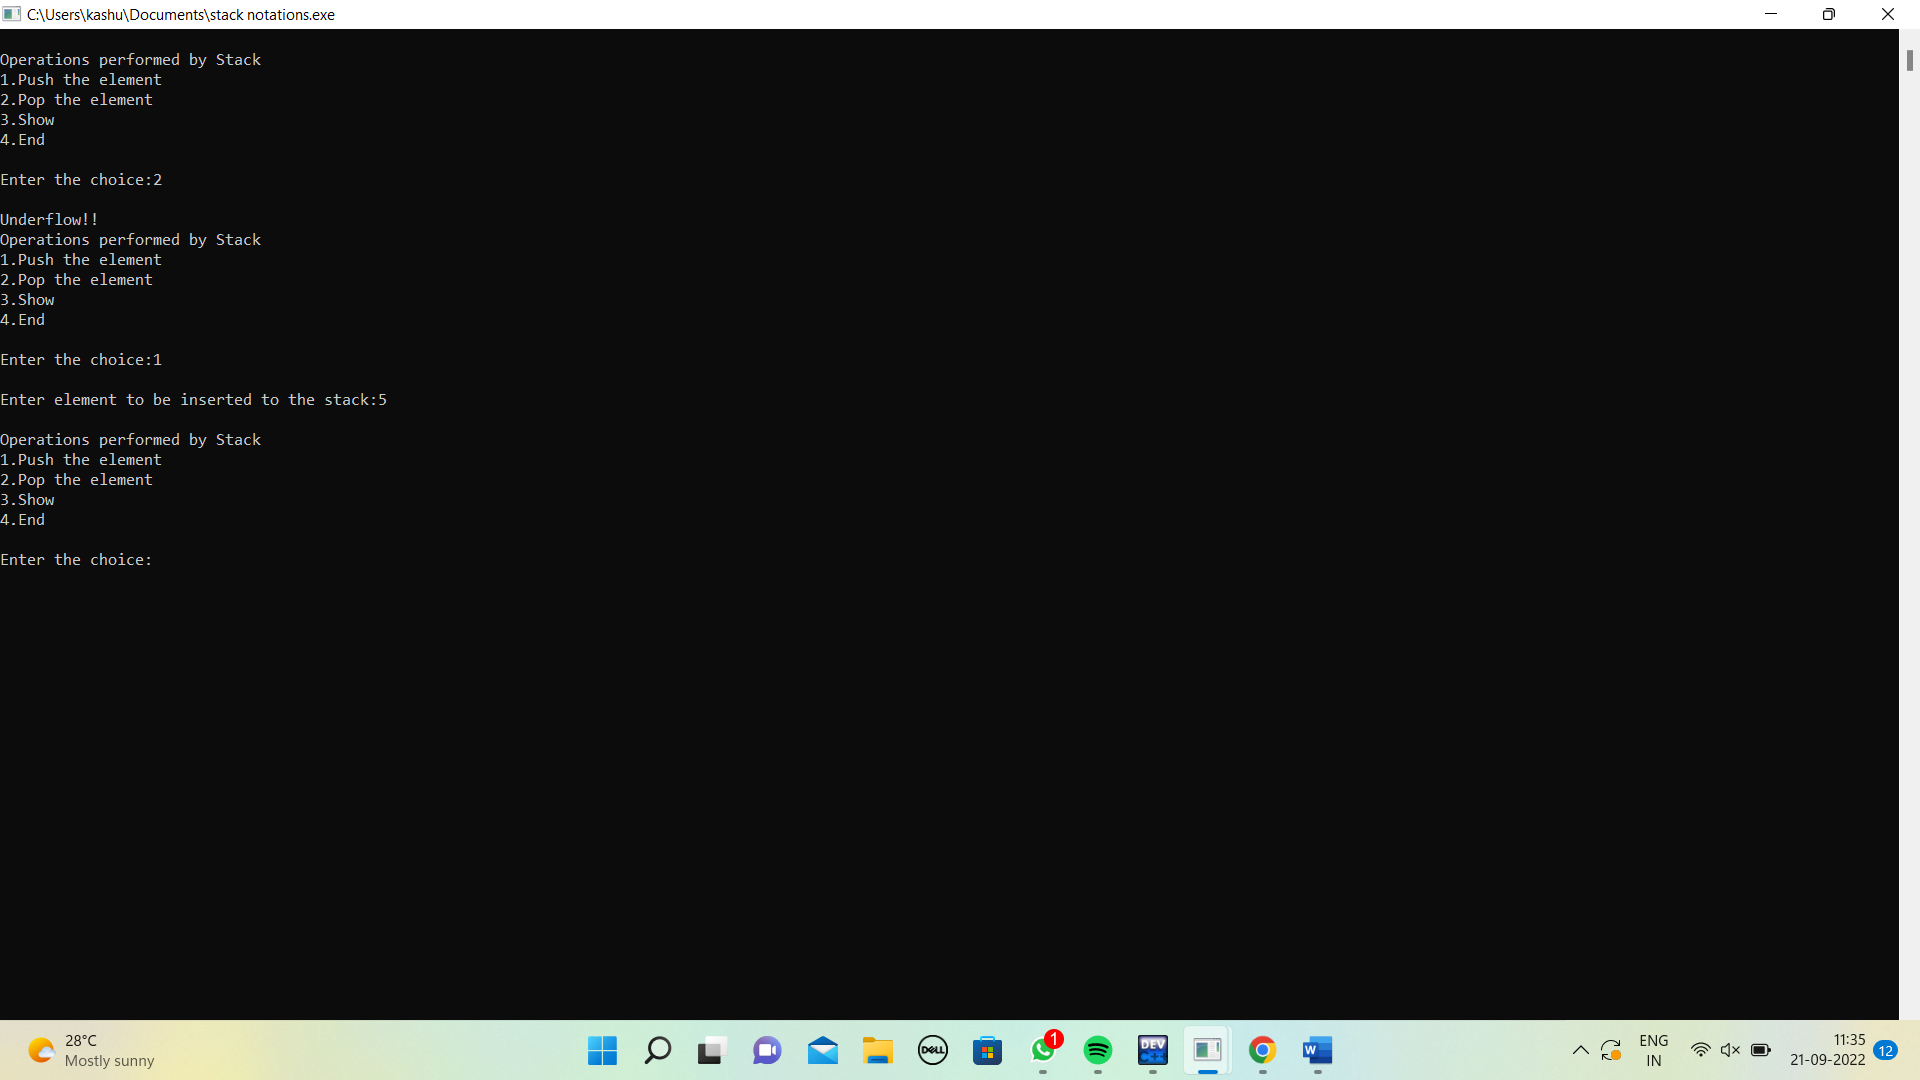 C:\Users\kashu\Documents\stack notations.exe
Operations performed by Stack
1.Push the element
2.Pop the element
3.Show
4.End
Enter the choice:2
Underflow!!
Operations performed by Stack
1.Push the element
2.Pop the element
3.Show
4.End
Enter the choice:1
Enter element to be inserted to the stack:5
Operations performed by Stack
1.Push the element
2.Pop the element
3.Show
4.End
Enter the choice:
28°C
Mostly sunny
DELL
1
DEV
C++
W
ENG
IN
11:35
21-09-2022
12